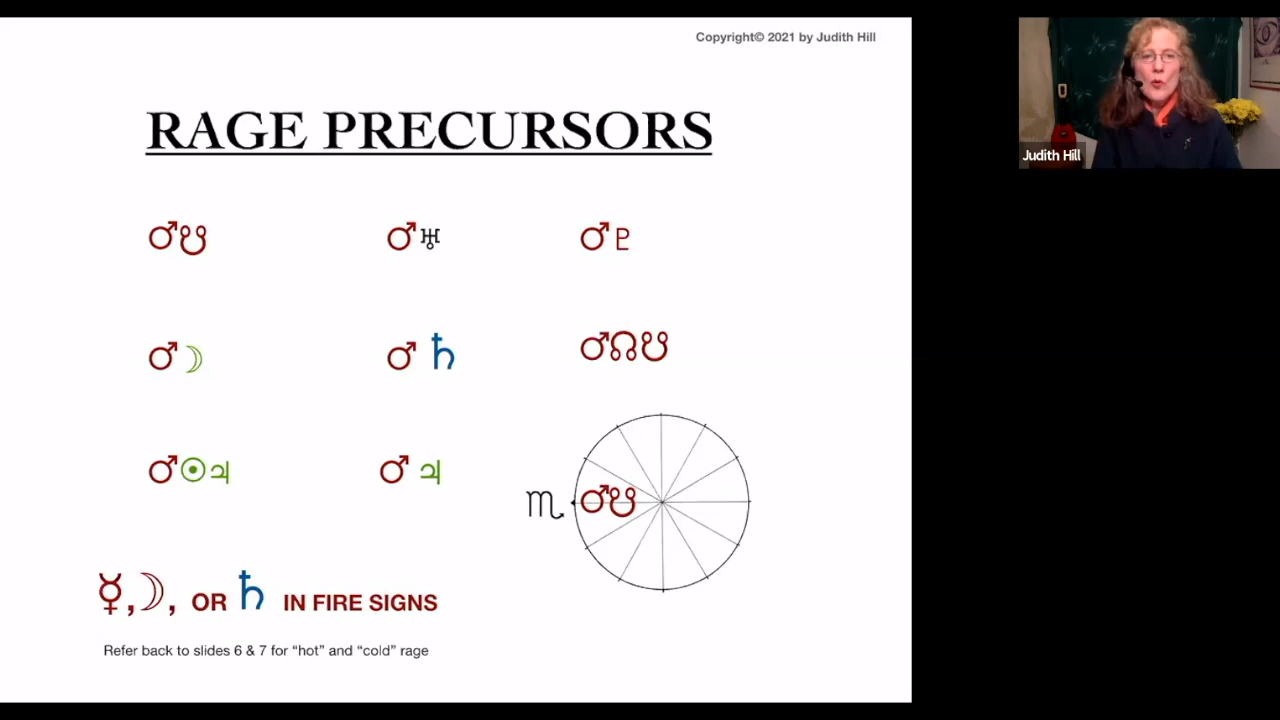 Copyright© 2021 by Judith Hill
RAGE PRECURSORS
♂☋ ♂♅ ♂♇
♂☽ ♂ ♄ ♂☊☋
♂☉♃ ♂ ♃
♏ ♂☋
☿,☽, OR ♄ IN FIRE SIGNS
Refer back to slides 6 & 7 for “hot” and “cold” rage
Judith Hill